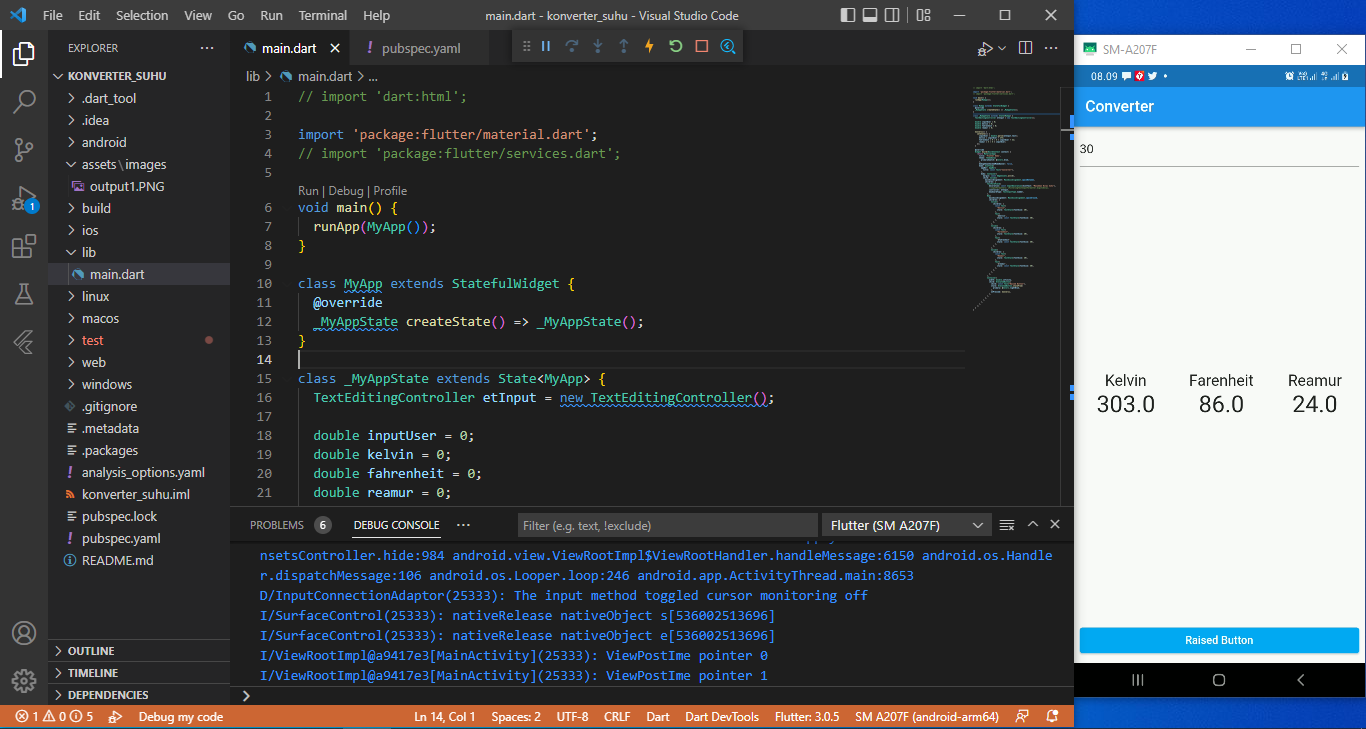 File Edit Selection View Go Run Terminal Help
main.dart - konverter_suhu - Visual Studio Code
EXPLORER
KONVERTER_SUHU
.dart_tool
.idea
android
assets\images
output1.PNG
build
ios
lib
main.dart
linux
macos
test
web
windows
.gitignore
.metadata
.packages
analysis_options.yaml
konverter_suhu.iml
pubspec.lock
pubspec.yaml
README.md
OUTLINE
TIMELINE
DEPENDENCIES
1
main.dart
! pubspec.yaml
lib > main.dart > ...
1 // import 'dart:html';
2
3 import 'package:flutter/material.dart';
4 // import 'package:flutter/services.dart';
5
Run | Debug | Profile
6 void main() {
7 runApp(MyApp());
8 }
9
10 class MyApp extends StatefulWidget {
11 @override
12 _MyAppState createState() => _MyAppState();
13 }
14
15 class _MyAppState extends State<MyApp> {
16 TextEditingController etInput = new TextEditingController();
17
18 double inputUser = 0;
19 double kelvin = 0;
20 double fahrenheit = 0;
21 double reamur = 0;
PROBLEMS 6 DEBUG CONSOLE
Filter (e.g. text, !exclude)
Flutter (SM A207F)
nsetsController.hide:984 android.view.ViewRootImpl$ViewRootHandler.handleMessage:6150 android.os.Handle
r.dispatchMessage:106 android.os.Looper.loop:246 android.app.ActivityThread.main:8653
D/InputConnectionAdaptor(25333): The input method toggled cursor monitoring off
I/SurfaceControl(25333): nativeRelease nativeObject s[536002513696]
I/SurfaceControl(25333): nativeRelease nativeObject e[536002513696]
I/ViewRootImpl@a9417e3[MainActivity](25333): ViewPostIme pointer 0
I/ViewRootImpl@a9417e3[MainActivity](25333): ViewPostIme pointer 1
1 0 5 Debug my code
Ln 14, Col 1 Spaces: 2 UTF-8 CRLF Dart Dart DevTools Flutter: 3.0.5 SM A207F (android-arm64)
SM-A207F
08.09
Converter
30
Kelvin Farenheit Reamur
303.0 86.0 24.0
Raised Button